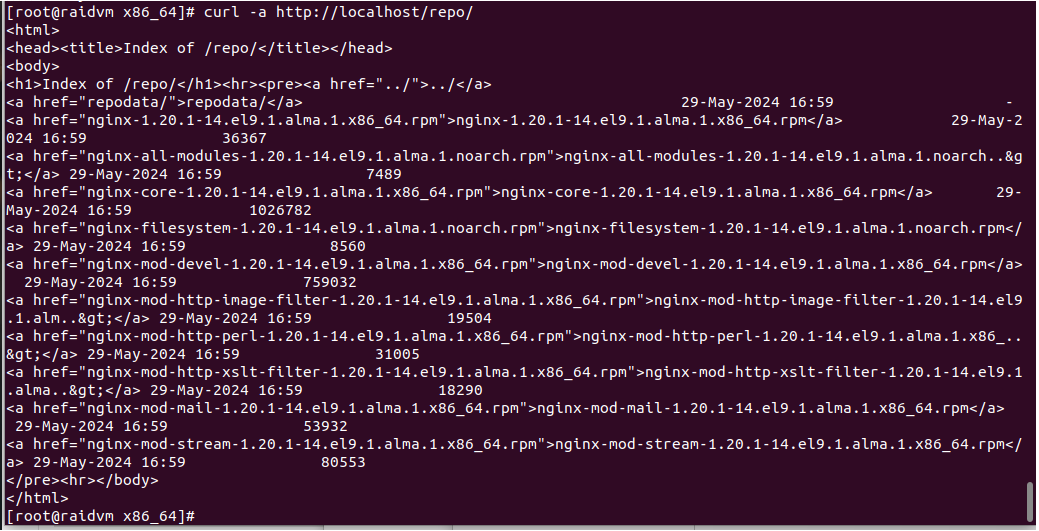 [root@raidvm x86_64]# curl -a http://localhost/repo/
<html>
<head><title>Index of /repo/</title></head>
<body>
<h1>Index of /repo/</h1><hr><pre><a href="../">../</a>
<a href="repodata/">repodata/</a>                                          29-May-2024 16:59                   -
<a href="nginx-1.20.1-14.el9.1.alma.1.x86_64.rpm">nginx-1.20.1-14.el9.1.alma.1.x86_64.rpm</a>            29-May-2
024 16:59               36367
<a href="nginx-all-modules-1.20.1-14.el9.1.alma.1.noarch.rpm">nginx-all-modules-1.20.1-14.el9.1.alma.1.noarch..&g
t;</a> 29-May-2024 16:59                7489
<a href="nginx-core-1.20.1-14.el9.1.alma.1.x86_64.rpm">nginx-core-1.20.1-14.el9.1.alma.1.x86_64.rpm</a>       29-
May-2024 16:59             1026782
<a href="nginx-filesystem-1.20.1-14.el9.1.alma.1.noarch.rpm">nginx-filesystem-1.20.1-14.el9.1.alma.1.noarch.rpm</
a> 29-May-2024 16:59                8560
<a href="nginx-mod-devel-1.20.1-14.el9.1.alma.1.x86_64.rpm">nginx-mod-devel-1.20.1-14.el9.1.alma.1.x86_64.rpm</a>
  29-May-2024 16:59              759032
<a href="nginx-mod-http-image-filter-1.20.1-14.el9.1.alma.1.x86_64.rpm">nginx-mod-http-image-filter-1.20.1-14.el9
.1.alm..&gt;</a> 29-May-2024 16:59               19504
<a href="nginx-mod-http-perl-1.20.1-14.el9.1.alma.1.x86_64.rpm">nginx-mod-http-perl-1.20.1-14.el9.1.alma.1.x86_..
&gt;</a> 29-May-2024 16:59               31005
<a href="nginx-mod-http-xslt-filter-1.20.1-14.el9.1.alma.1.x86_64.rpm">nginx-mod-http-xslt-filter-1.20.1-14.el9.1
.alma..&gt;</a> 29-May-2024 16:59               18290
<a href="nginx-mod-mail-1.20.1-14.el9.1.alma.1.x86_64.rpm">nginx-mod-mail-1.20.1-14.el9.1.alma.1.x86_64.rpm</a>
 29-May-2024 16:59               53932
<a href="nginx-mod-stream-1.20.1-14.el9.1.alma.1.x86_64.rpm">nginx-mod-stream-1.20.1-14.el9.1.alma.1.x86_64.rpm</
a> 29-May-2024 16:59               80553
</pre><hr></body>
</html>
[root@raidvm x86_64]#